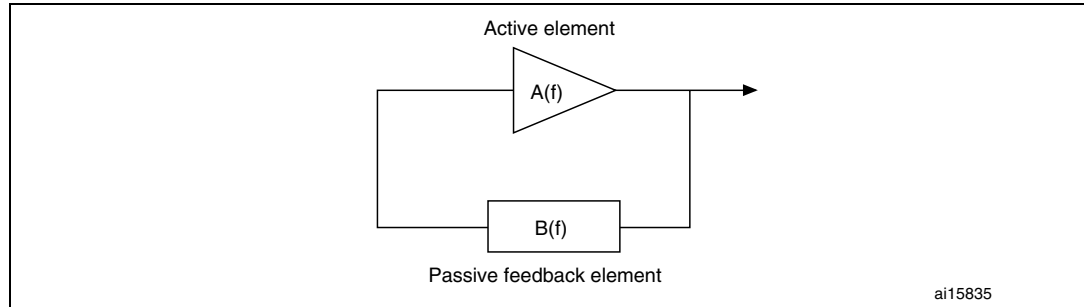 Active element
A(f)
B(f)
Passive feedback element
ai15835